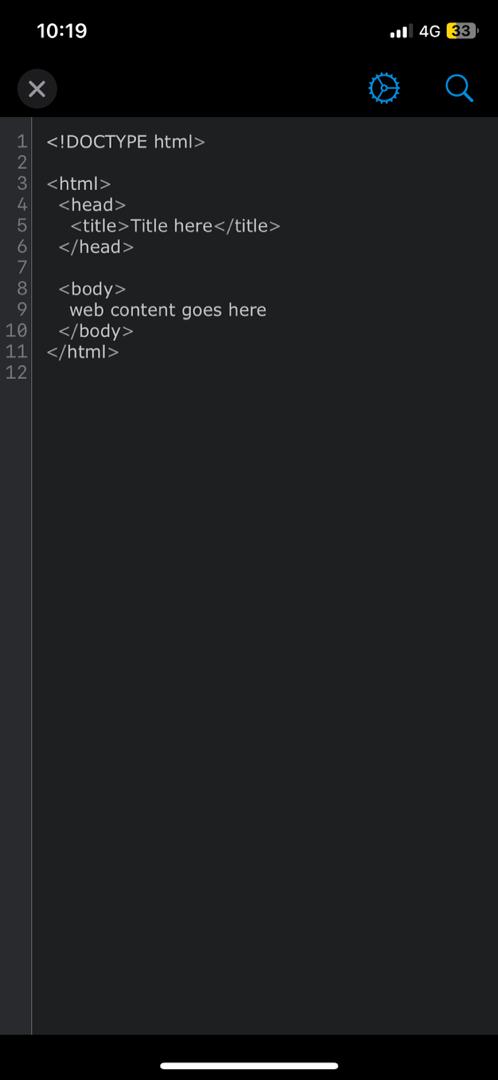 10:19 4G 33
1 <!DOCTYPE html>
2
3 <html>
4 <head>
5 <title>Title here</title>
6 </head>
7
8 <body>
9 web content goes here
10 </body>
11 </html>
12